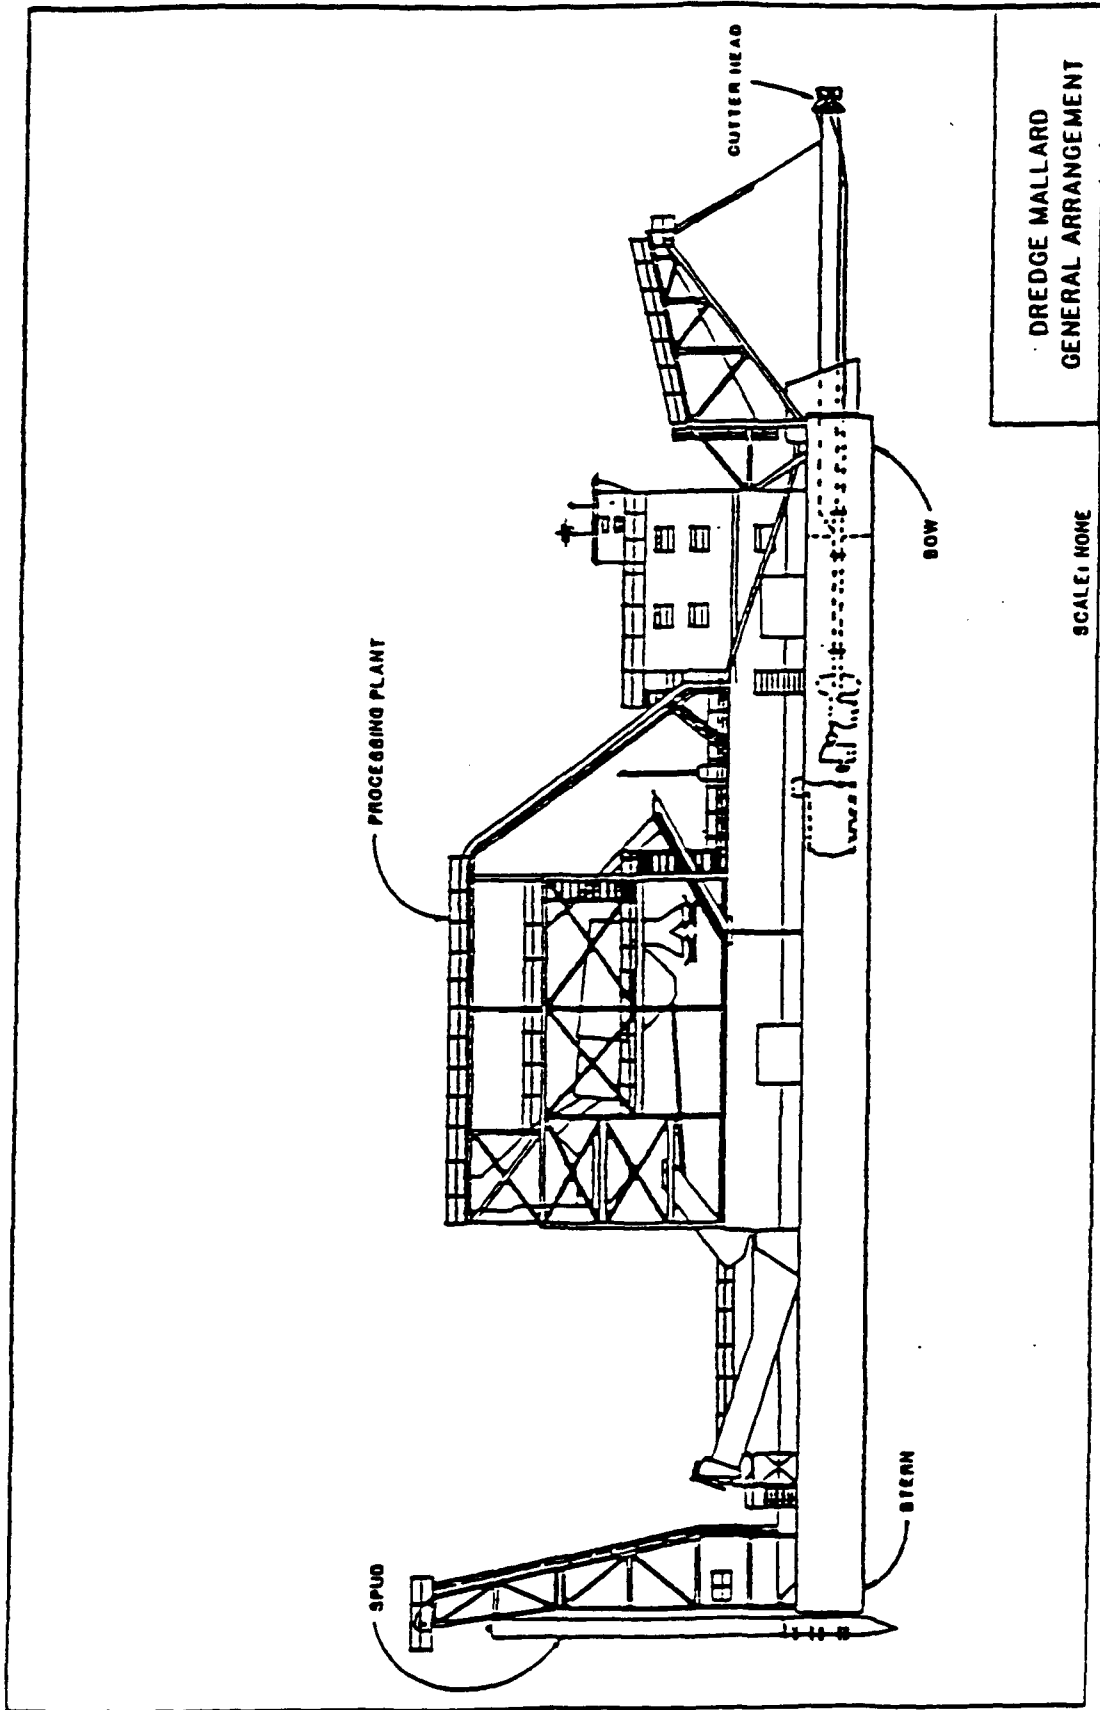 CUTTER HEAD
PROCESSING PLANT
SPUD
BOW
STERN
DREDGE MALLARD
GENERAL ARRANGEMENT
SCALE: NONE